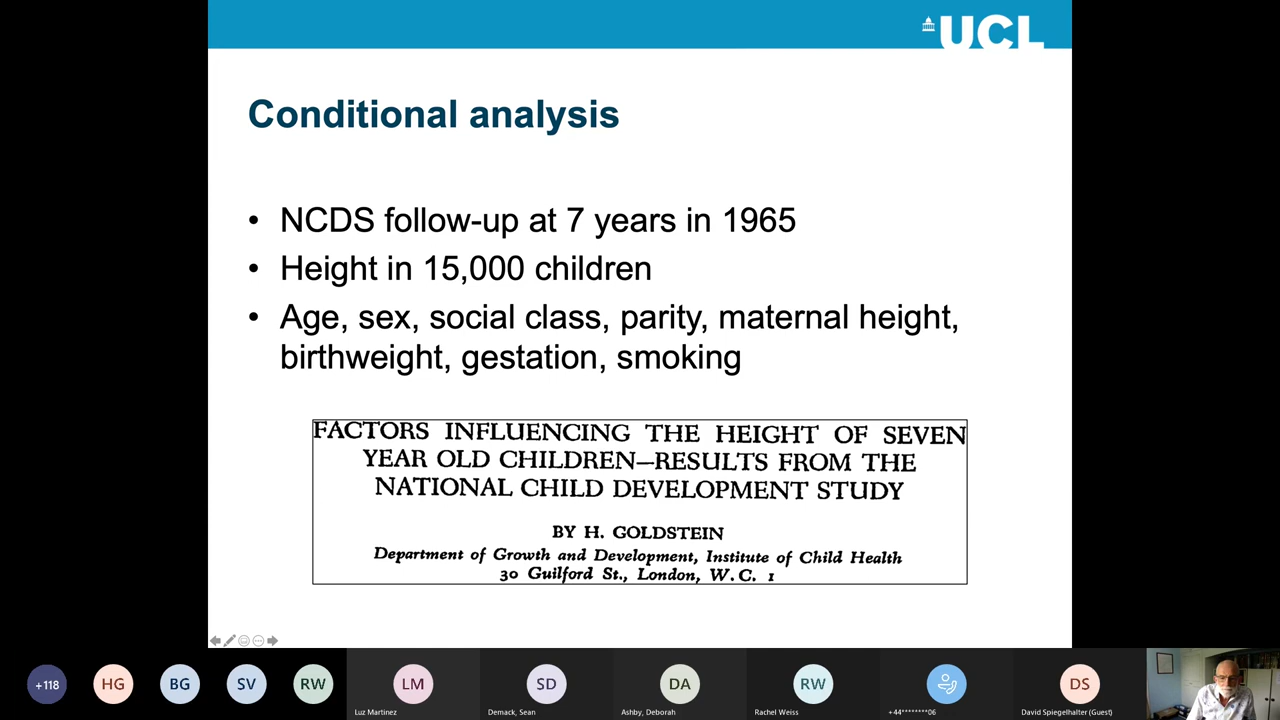 UCL
Conditional analysis
• NCDS follow-up at 7 years in 1965
• Height in 15,000 children
• Age, sex, social class, parity, maternal height,
birthweight, gestation, smoking
FACTORS INFLUENCING THE HEIGHT OF SEVEN
YEAR OLD CHILDREN—RESULTS FROM THE
NATIONAL CHILD DEVELOPMENT STUDY
BY H. GOLDSTEIN
Department of Growth and Development, Institute of Child Health
30 Guilford St., London, W.C. 1
+118
HG
BG
SV
RW
LM
SD
DA
RW
DS
Luz Martinez
Demack, Sean
Ashby, Deborah
Rachel Weiss
+44********06
David Spiegelhalter (Guest)